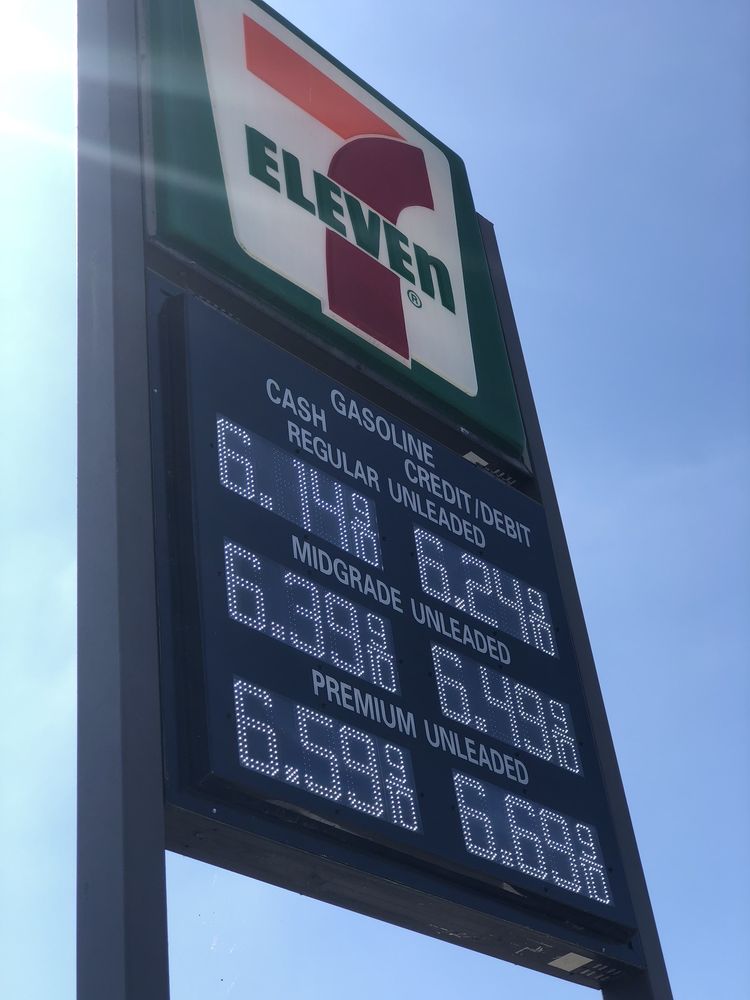 ELEVEn
®
GASOLINE
CASH CREDIT/DEBIT
REGULAR UNLEADED
6.14 9/10 6.24 9/10
MIDGRADE UNLEADED
6.39 9/10 6.49 9/10
PREMIUM UNLEADED
6.59 9/10 6.69 9/10